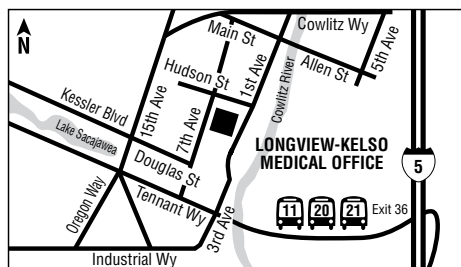 N
Main St
Cowlitz Wy
15th Ave
Hudson St
1st Ave
Allen St
5th Ave
Cowlitz River
Kessler Blvd
7th Ave
Lake Sacajawea
Douglas St
LONGVIEW-KELSO
MEDICAL OFFICE
5
Oregon Way
Tennant Wy
3rd Ave
11 20 21 Exit 36
Industrial Wy